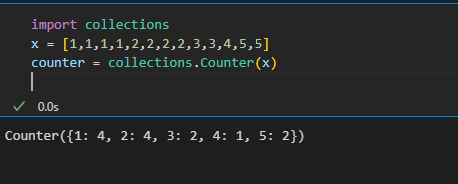 import collections
x = [1,1,1,1,2,2,2,2,3,3,4,5,5]
counter = collections.Counter(x)
0.0s
Counter({1: 4, 2: 4, 3: 2, 4: 1, 5: 2})